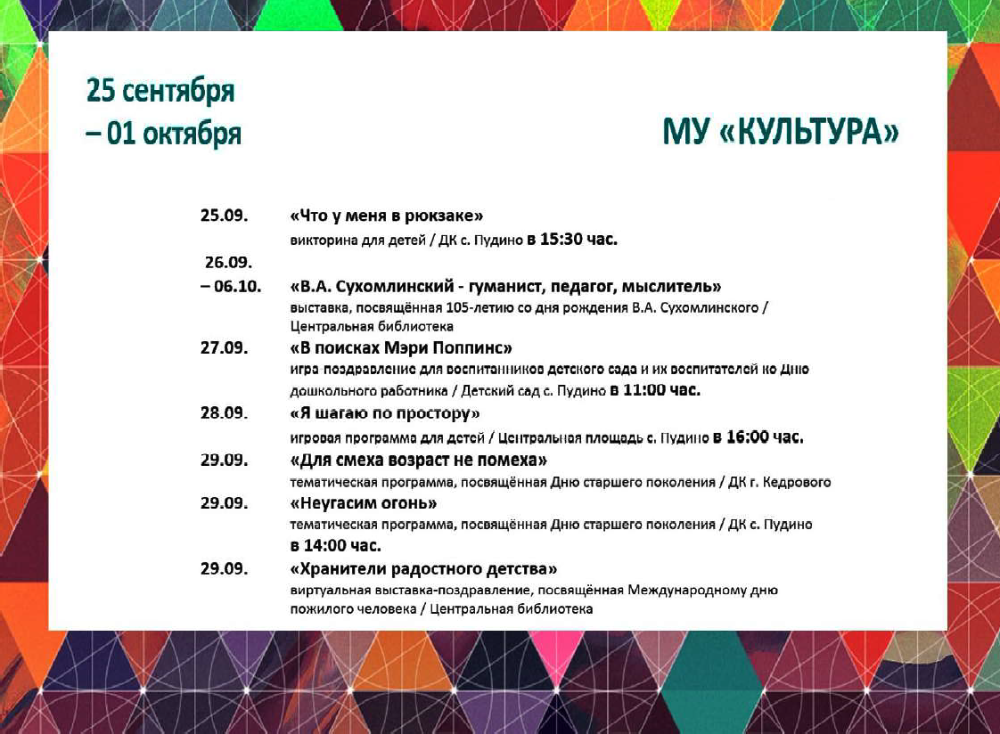 25 сентября
– 01 октября
МУ «КУЛЬТУРА»
25.09. «Что у меня в рюкзаке»
викторина для детей / ДК с. Пудино в 15:30 час.
26.09.
– 06.10. «В.А. Сухомлинский - гуманист, педагог, мыслитель»
выставка, посвящённая 105-летию со дня рождения В.А. Сухомлинского /
Центральная библиотека
27.09. «В поисках Мэри Поппинс»
игра-поздравление для воспитанников детского сада и их воспитателей ко Дню
дошкольного работника / Детский сад с. Пудино в 11:00 час.
28.09. «Я шагаю по простору»
игровая программа для детей / Центральная площадь с. Пудино в 16:00 час.
29.09. «Для смеха возраст не помеха»
тематическая программа, посвящённая Дню старшего поколения / ДК г. Кедрового
29.09. «Неугасим огонь»
тематическая программа, посвящённая Дню старшего поколения / ДК с. Пудино
в 14:00 час.
29.09. «Хранители радостного детства»
виртуальная выставка-поздравление, посвящённая Международному дню
пожилого человека / Центральная библиотека